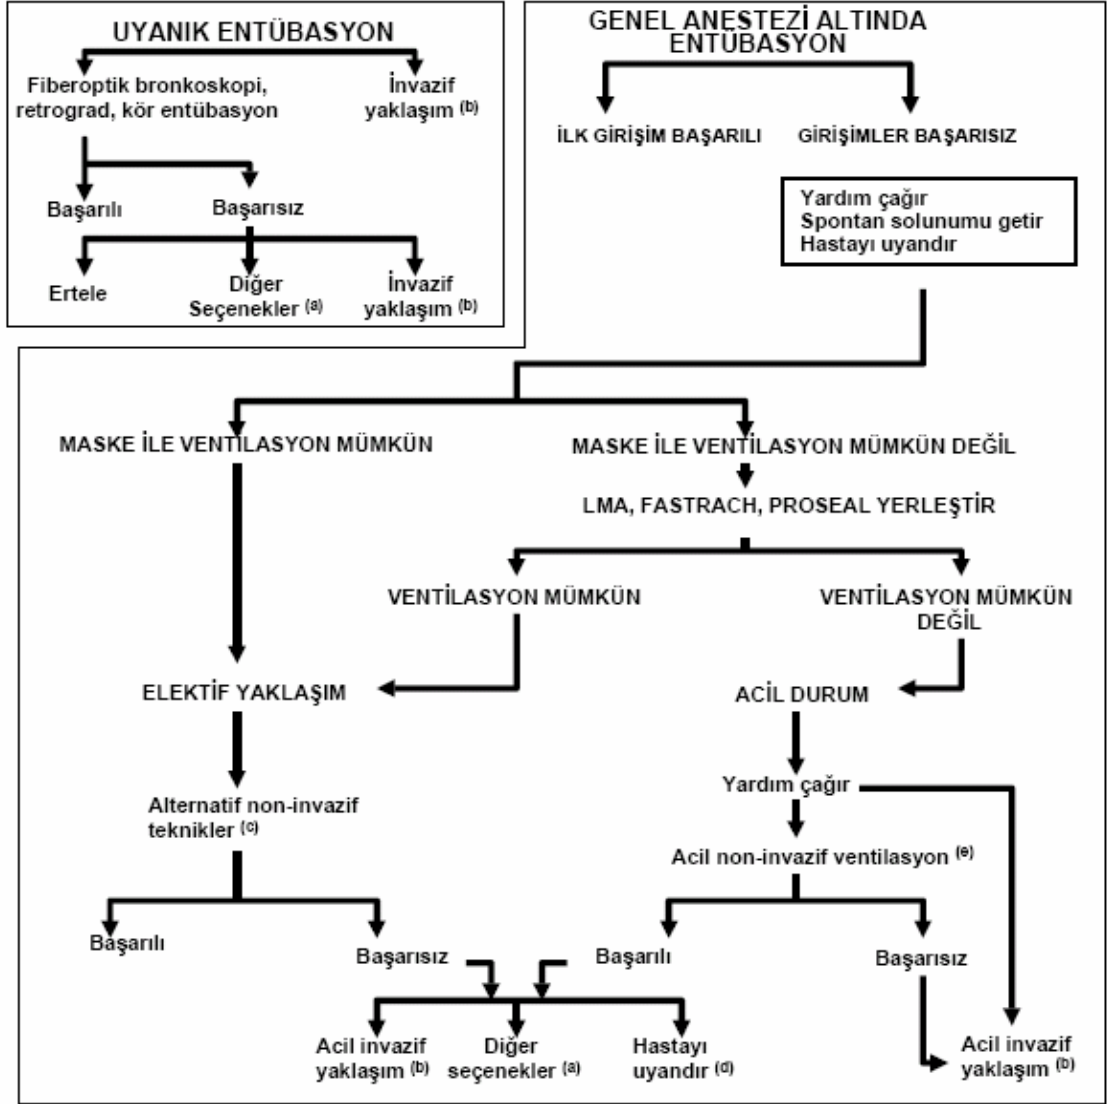 UYANIK ENTÜBASYON
Fiberoptik bronkoskopi,
retrograd, kör entübasyon
İnvazif
yaklaşım (b)
Başarılı
Başarısız
Ertele
Diğer
Seçenekler (a)
İnvazif
yaklaşım (b)
GENEL ANESTEZİ ALTINDA
ENTÜBASYON
İLK GİRİŞİM BAŞARILI
GİRİŞİMLER BAŞARISIZ
Yardım çağır
Spontan solunumu getir
Hastayı uyandır
MASKE İLE VENTİLASYON MÜMKÜN
MASKE İLE VENTİLASYON MÜMKÜN DEĞİL
LMA, FASTRACH, PROSEAL YERLEŞTİR
VENTİLASYON MÜMKÜN
VENTİLASYON MÜMKÜN
DEĞİL
ELEKTİF YAKLAŞIM
ACİL DURUM
Yardım çağır
Alternatif non-invazif
teknikler (c)
Acil non-invazif ventilasyon (e)
Başarılı
Başarısız
Başarılı
Başarısız
Acil invazif
yaklaşım (b)
Diğer
seçenekler (a)
Hastayı
uyandır (d)
Acil invazif
yaklaşım (b)